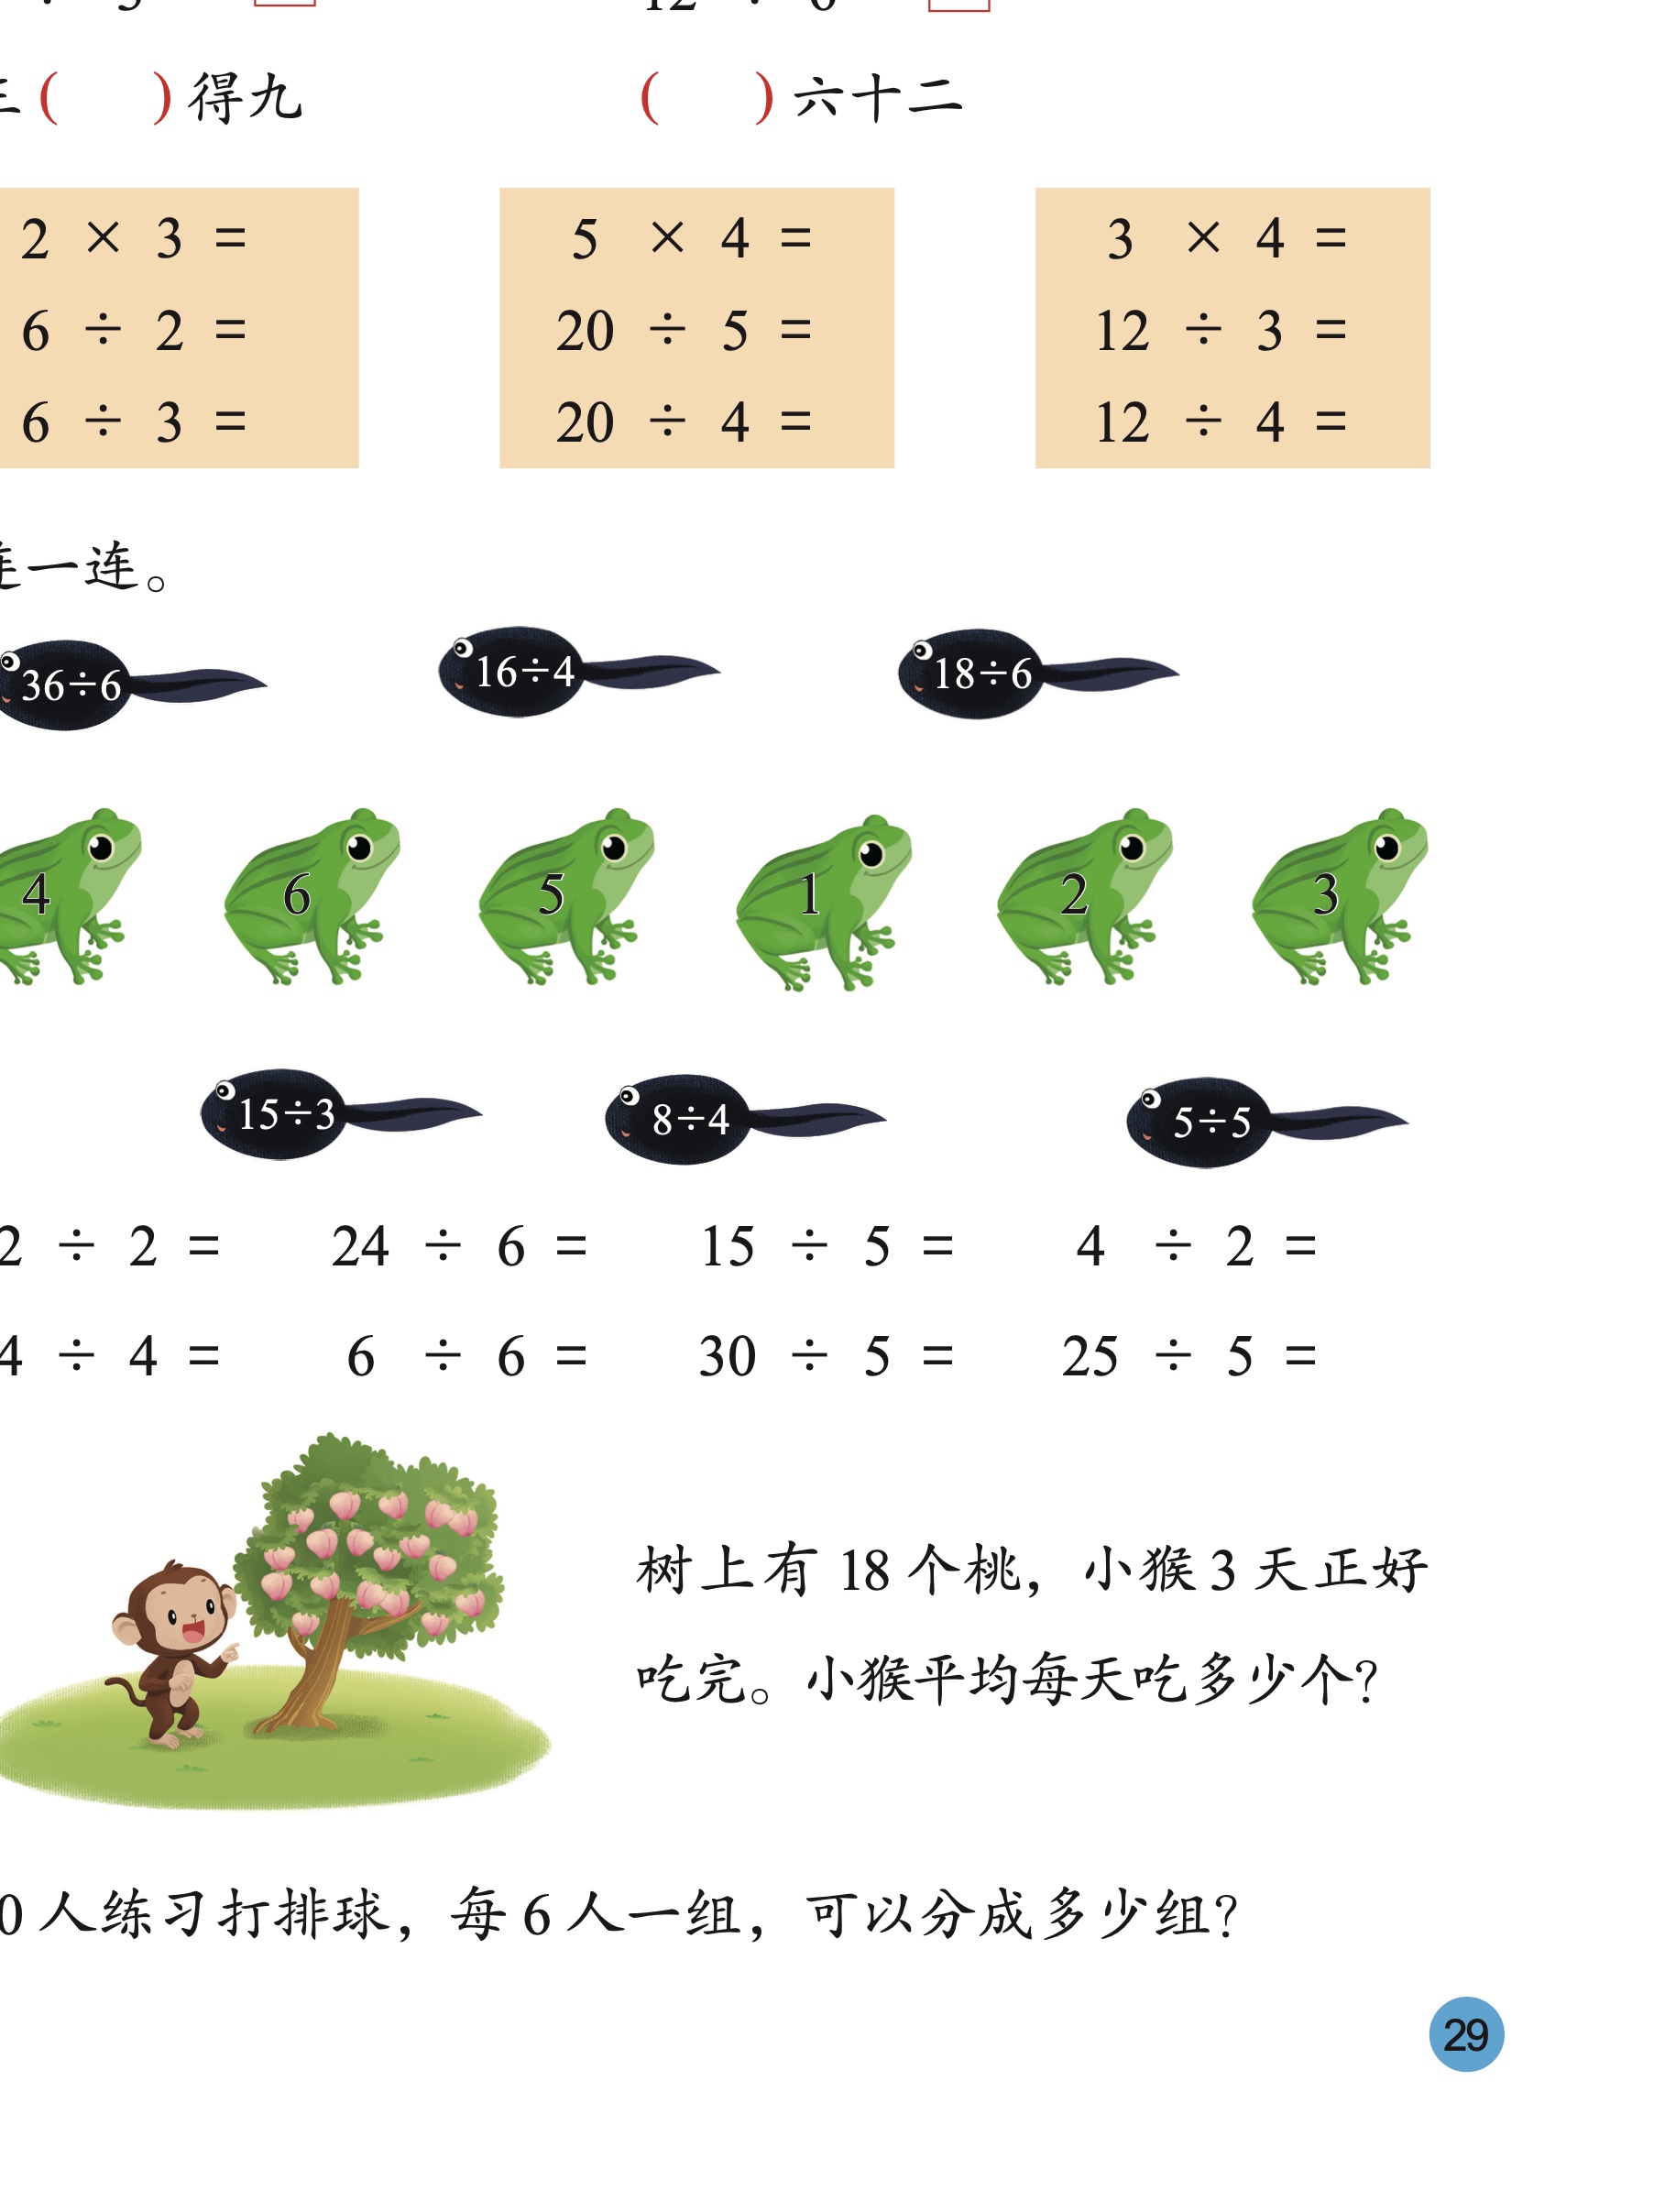 12 ÷ 6
三( )得九 ( )六十二
2 × 3 = 5 × 4 = 3 × 4 =
6 ÷ 2 = 20 ÷ 5 = 12 ÷ 3 =
6 ÷ 3 = 20 ÷ 4 = 12 ÷ 4 =
连一连。
36÷6 16÷4 18÷6
4 6 5 1 2 3
15÷3 8÷4 5÷5
2 ÷ 2 = 24 ÷ 6 = 15 ÷ 5 = 4 ÷ 2 =
4 ÷ 4 = 6 ÷ 6 = 30 ÷ 5 = 25 ÷ 5 =
树上有 18 个桃，小猴 3 天正好
吃完。小猴平均每天吃多少个？
0 人练习打排球，每 6 人一组，可以分成多少组？
29